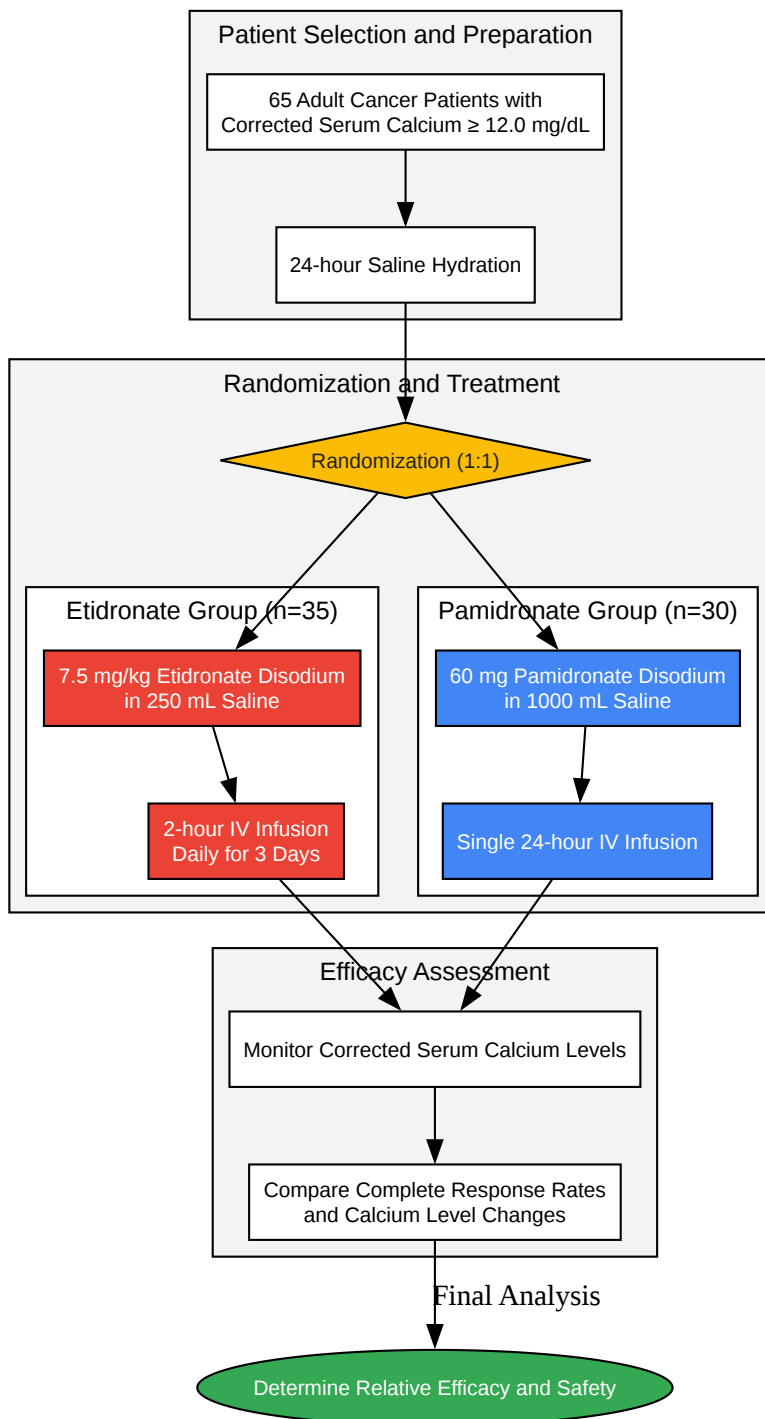 Patient Selection and Preparation
65 Adult Cancer Patients with
Corrected Serum Calcium ≥ 12.0 mg/dL
24-hour Saline Hydration
Randomization and Treatment
Randomization (1:1)
Etidronate Group (n=35)
7.5 mg/kg Etidronate Disodium
in 250 mL Saline
2-hour IV Infusion
Daily for 3 Days
Pamidronate Group (n=30)
60 mg Pamidronate Disodium
in 1000 mL Saline
Single 24-hour IV Infusion
Efficacy Assessment
Monitor Corrected Serum Calcium Levels
Compare Complete Response Rates
and Calcium Level Changes
Final Analysis
Determine Relative Efficacy and Safety